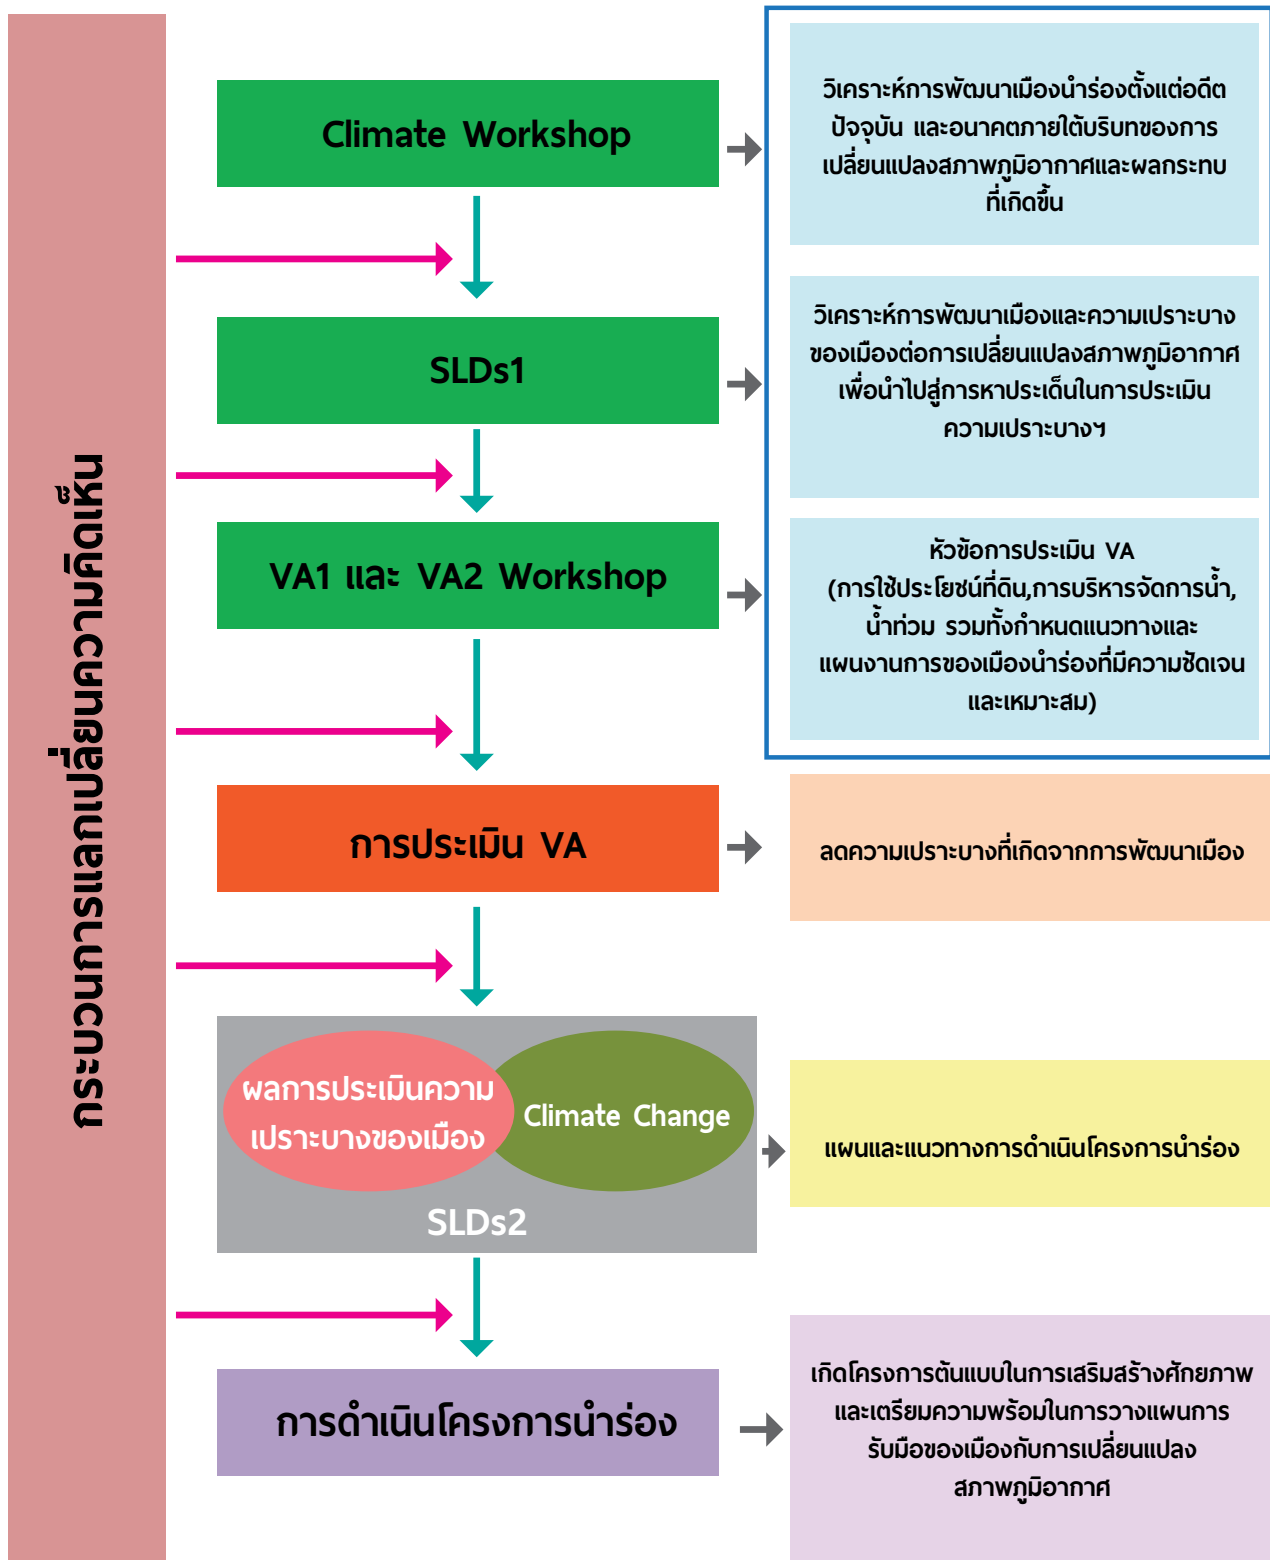 กระบวนการแลกเปลี่ยนความคิดเห็น
Climate Workshop
วิเคราะห์การพัฒนาเมืองนำร่องตั้งแต่อดีต
ปัจจุบัน และอนาคตภายใต้บริบทของการ
เปลี่ยนแปลงสภาพภูมิอากาศและผลกระทบ
ที่เกิดขึ้น
SLDs1
วิเคราะห์การพัฒนาเมืองและความเปราะบาง
ของเมืองต่อการเปลี่ยนแปลงสภาพภูมิอากาศ
เพื่อนำไปสู่การหาประเด็นในการประเมิน
ความเปราะบางฯ
VA1 และ VA2 Workshop
หัวข้อการประเมิน VA
(การใช้ประโยชน์ที่ดิน,การบริหารจัดการน้ำ,
น้ำท่วม รวมทั้งกำหนดแนวทางและ
แผนงานการของเมืองนำร่องที่มีความชัดเจน
และเหมาะสม)
การประเมิน VA
ลดความเปราะบางที่เกิดจากการพัฒนาเมือง
ผลการประเมินความ
เปราะบางของเมือง
Climate Change
SLDs2
แผนและแนวทางการดำเนินโครงการนำร่อง
การดำเนินโครงการนำร่อง
เกิดโครงการต้นแบบในการเสริมสร้างศักยภาพ
และเตรียมความพร้อมในการวางแผนการ
รับมือของเมืองกับการเปลี่ยนแปลง
สภาพภูมิอากาศ